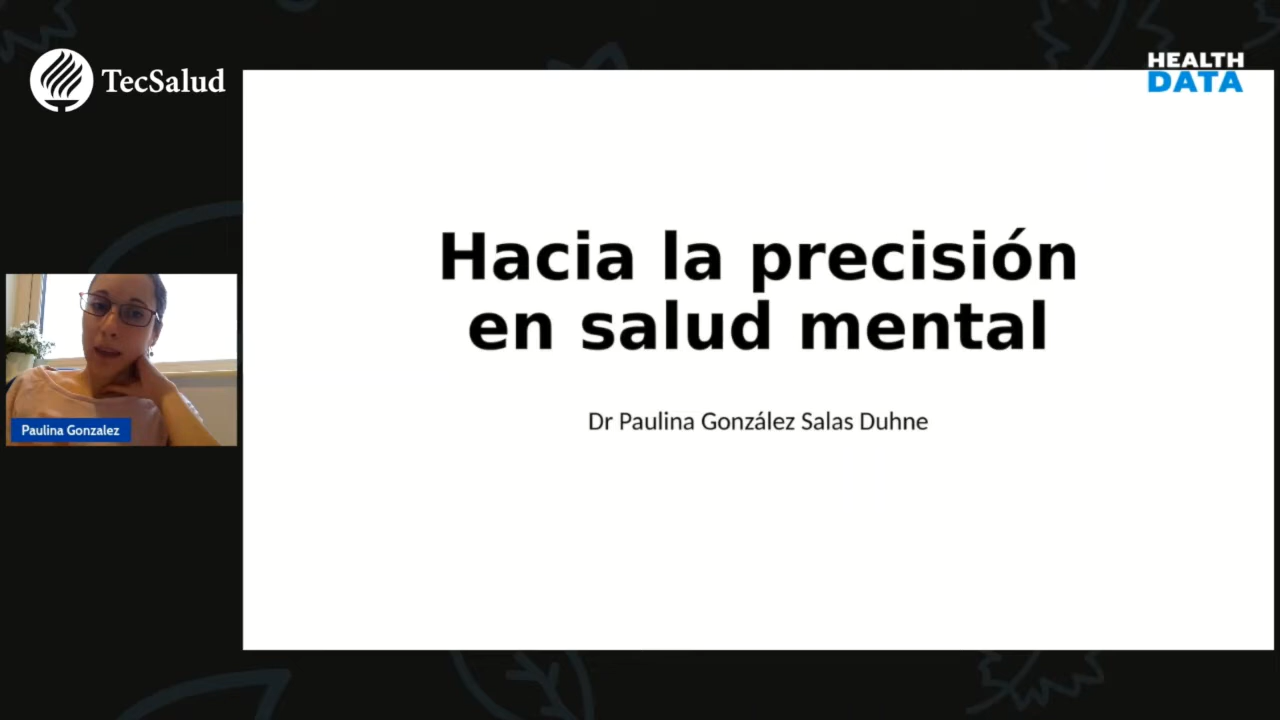 TecSalud
HEALTH
DATA
Hacia la precisión
en salud mental
Dr Paulina González Salas Duhne
Paulina Gonzalez